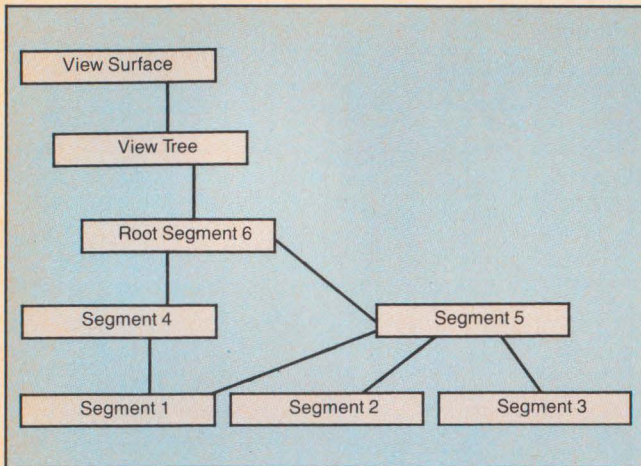 View Surface
View Tree
Root Segment 6
Segment 4
Segment 5
Segment 1
Segment 2
Segment 3